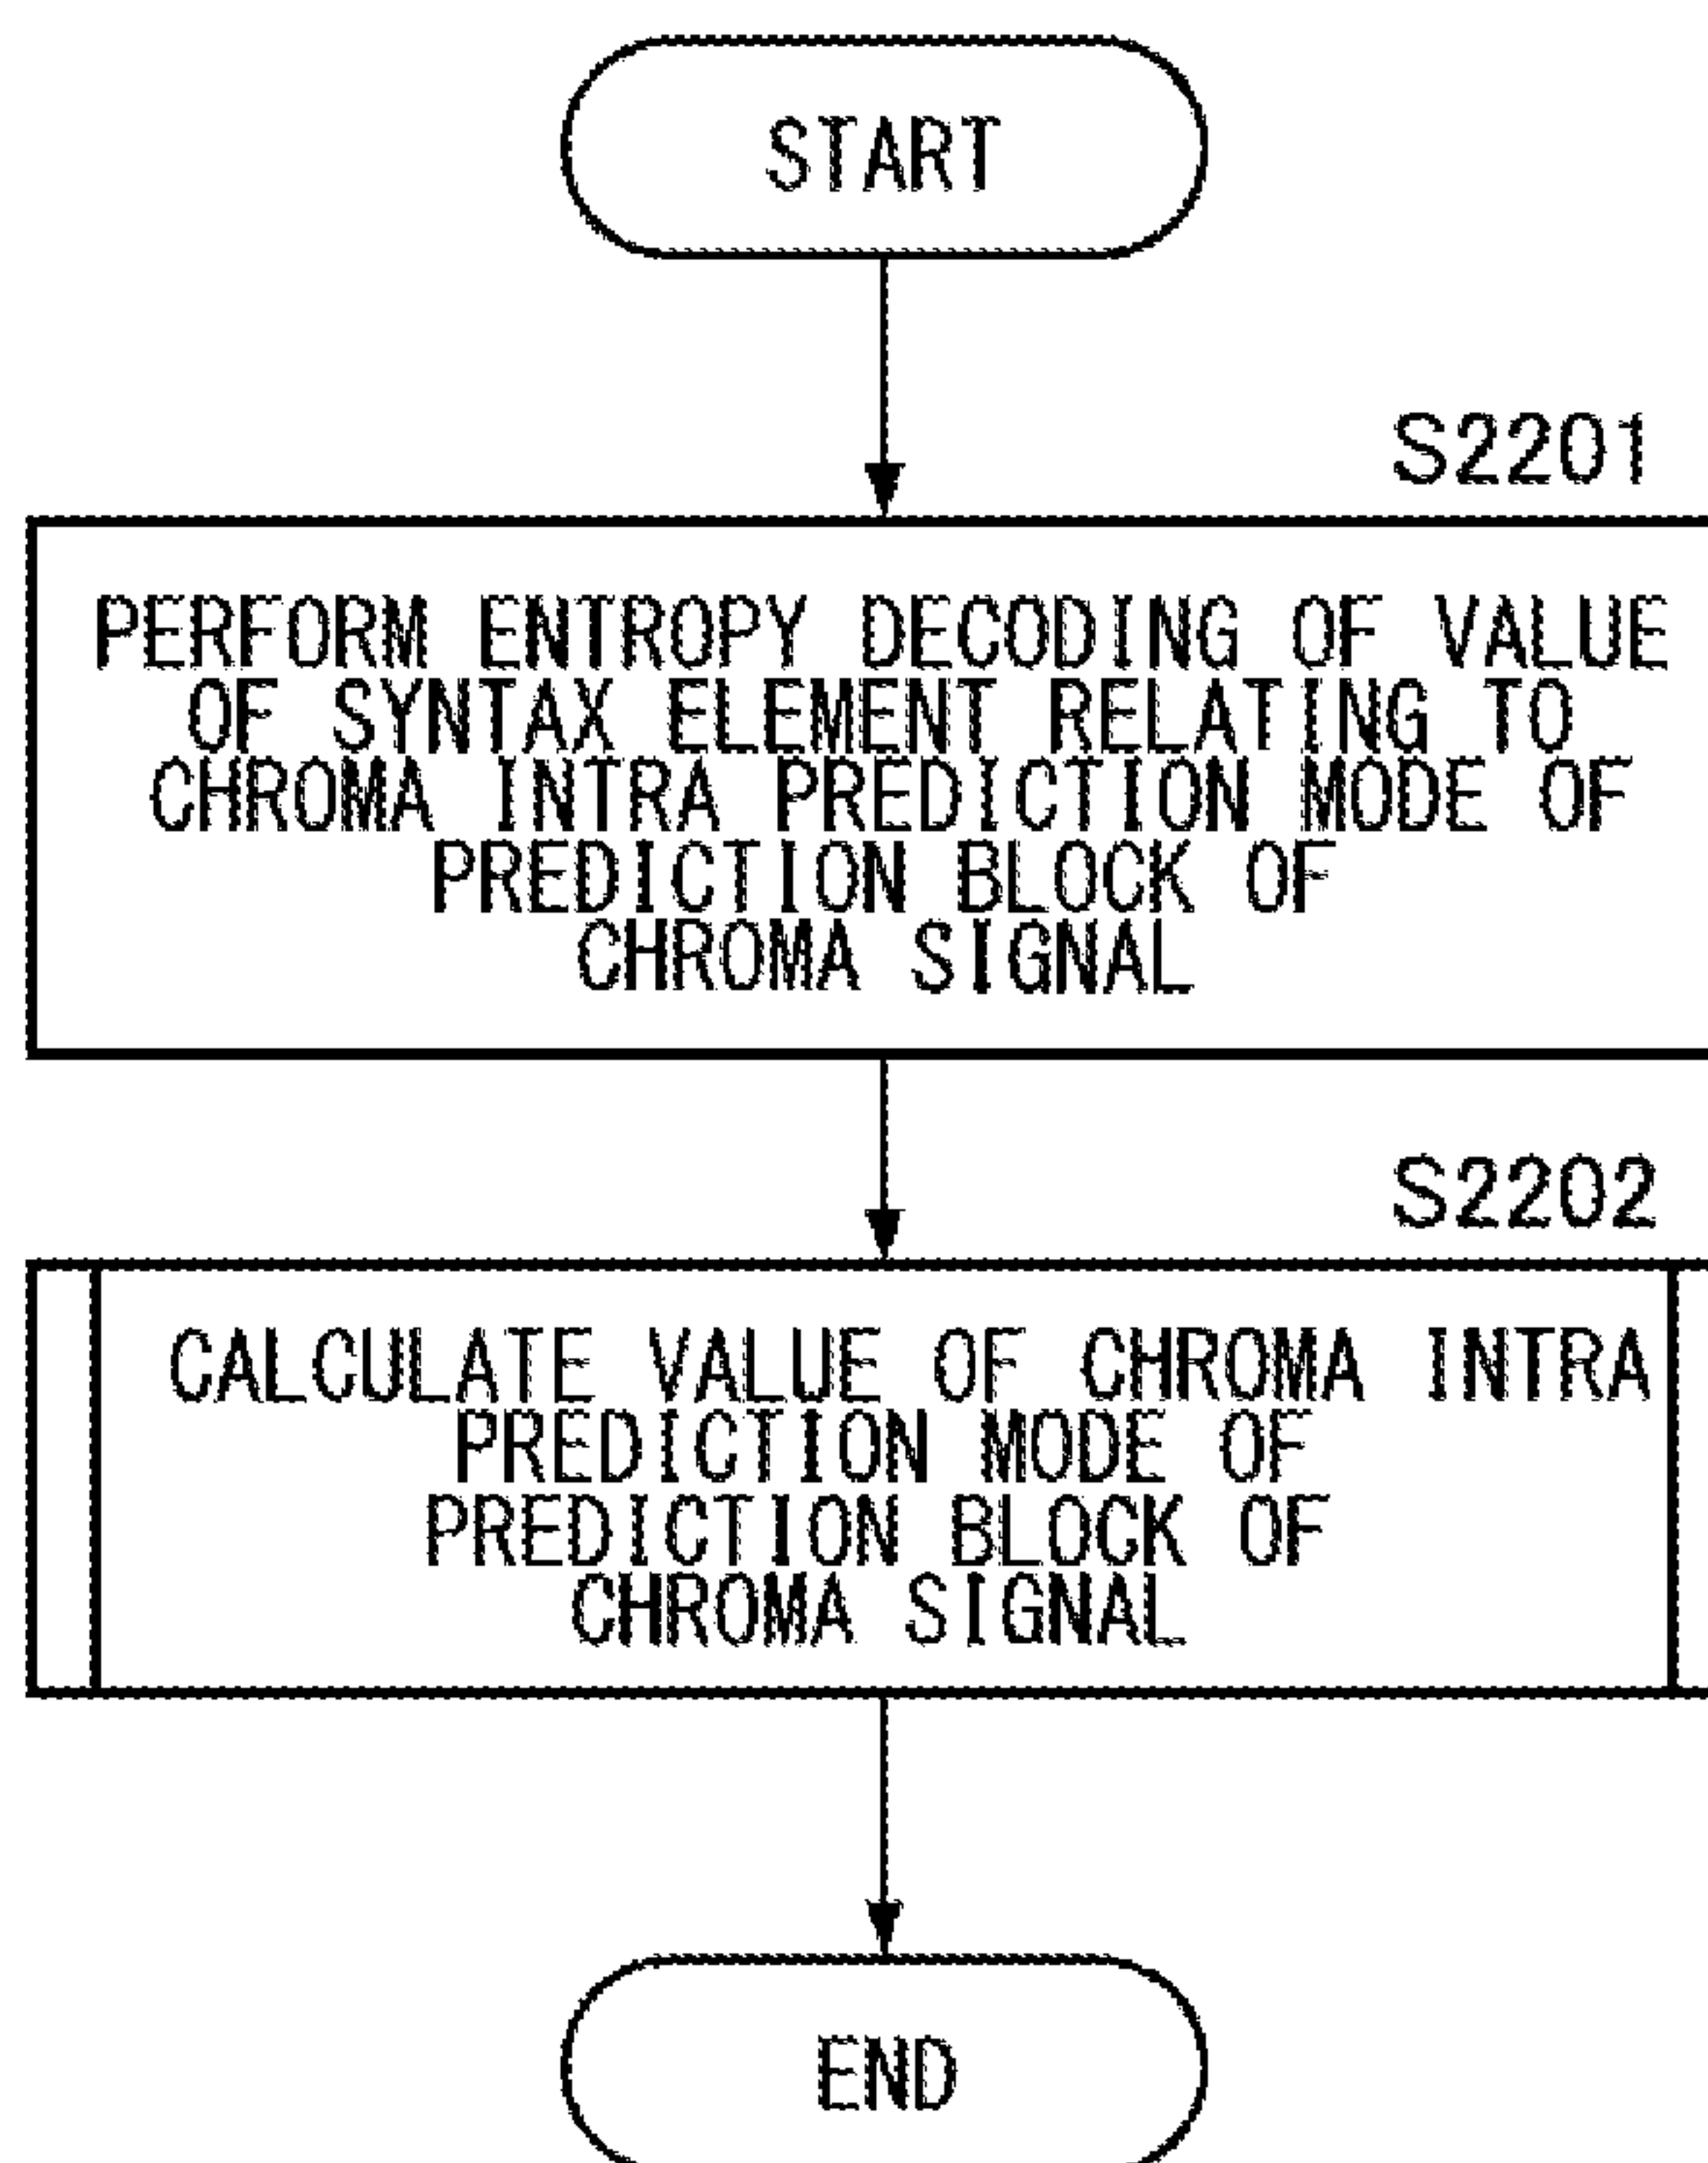 START
S2201
PERFORM ENTROPY DECODING OF VALUE
OF SYNTAX ELEMENT RELATING TO
CHROMA INTRA PREDICTION MODE OF
PREDICTION BLOCK OF
CHROMA SIGNAL
S2202
CALCULATE VALUE OF CHROMA INTRA
PREDICTION MODE OF
PREDICTION BLOCK OF
CHROMA SIGNAL
END